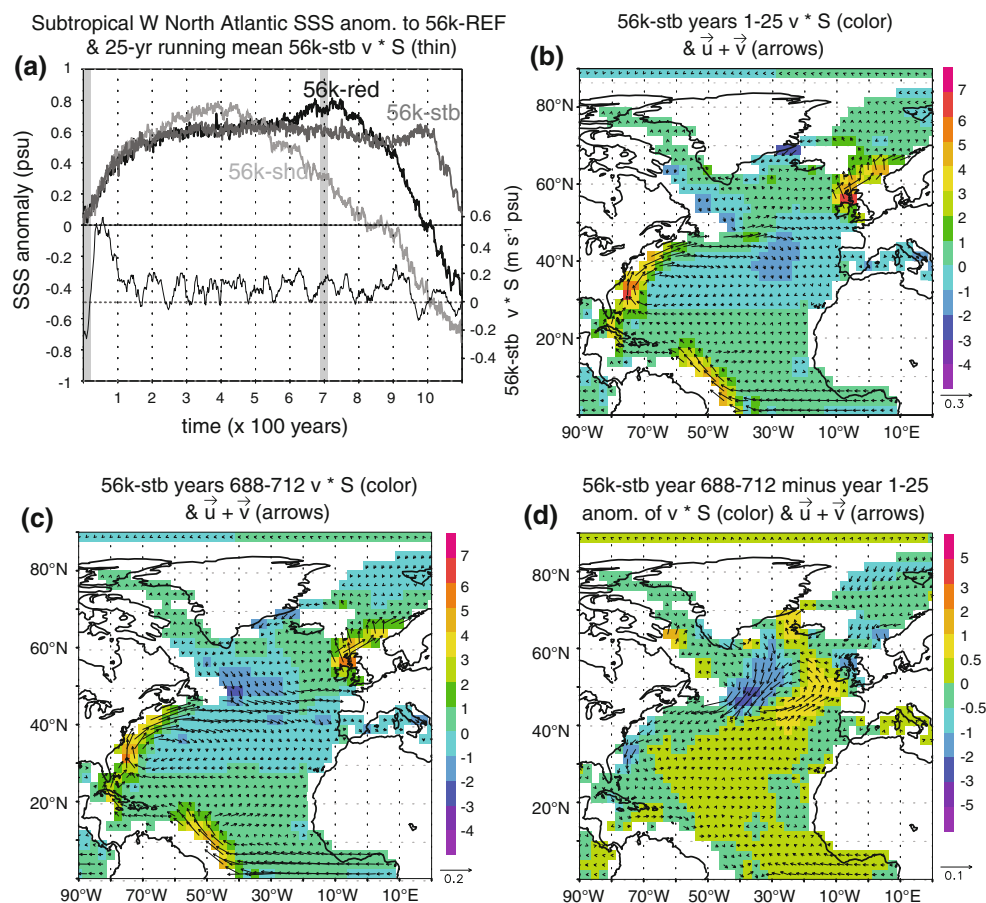 Subtropical W North Atlantic SSS anom. to 56k-REF
& 25-yr running mean 56k-stb v * S (thin)
(a)
1
0.8
0.6
0.4
0.2
0
-0.2
-0.4
-0.6
-0.8
-1
SSS anomaly (psu)
56k-red
56k-stb
56k-shd
0.6
0.4
0.2
0
-0.2
-0.4
56k-stb v * S (m s⁻¹ psu)
1 2 3 4 5 6 7 8 9 10
time (x 100 years)
56k-stb years 1-25 v * S (color)
& u + v (arrows)
(b)
80°N
60°N
40°N
20°N
90°W 70°W 50°W 30°W 10°W 10°E
7
6
5
4
3
2
1
0
-1
-2
-3
-4
0.3
56k-stb years 688-712 v * S (color)
& u + v (arrows)
(c)
80°N
60°N
40°N
20°N
90°W 70°W 50°W 30°W 10°W 10°E
7
6
5
4
3
2
1
0
-1
-2
-3
-4
0.2
56k-stb year 688-712 minus year 1-25
anom. of v * S (color) & u + v (arrows)
(d)
80°N
60°N
40°N
20°N
90°W 70°W 50°W 30°W 10°W 10°E
5
3
2
1
0.5
0
-0.5
-1
-2
-3
-5
0.1